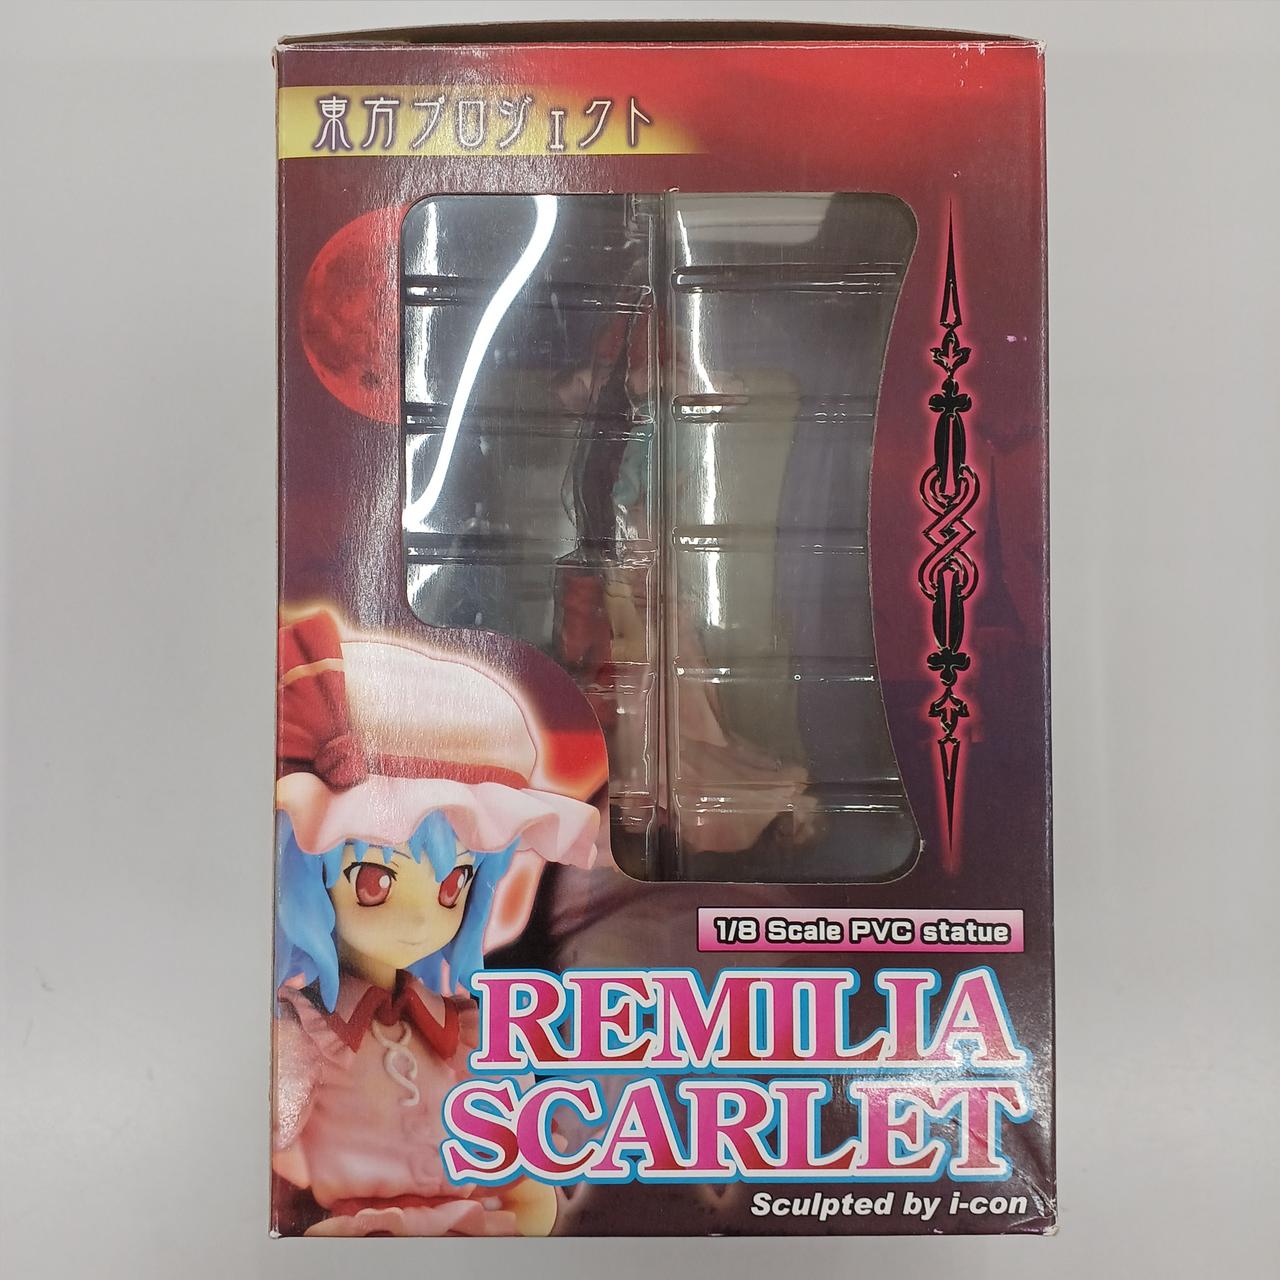 東方プロジェクト
1/8 Scale PVC statue
REMILIA
SCARLET
Sculpted by i-con